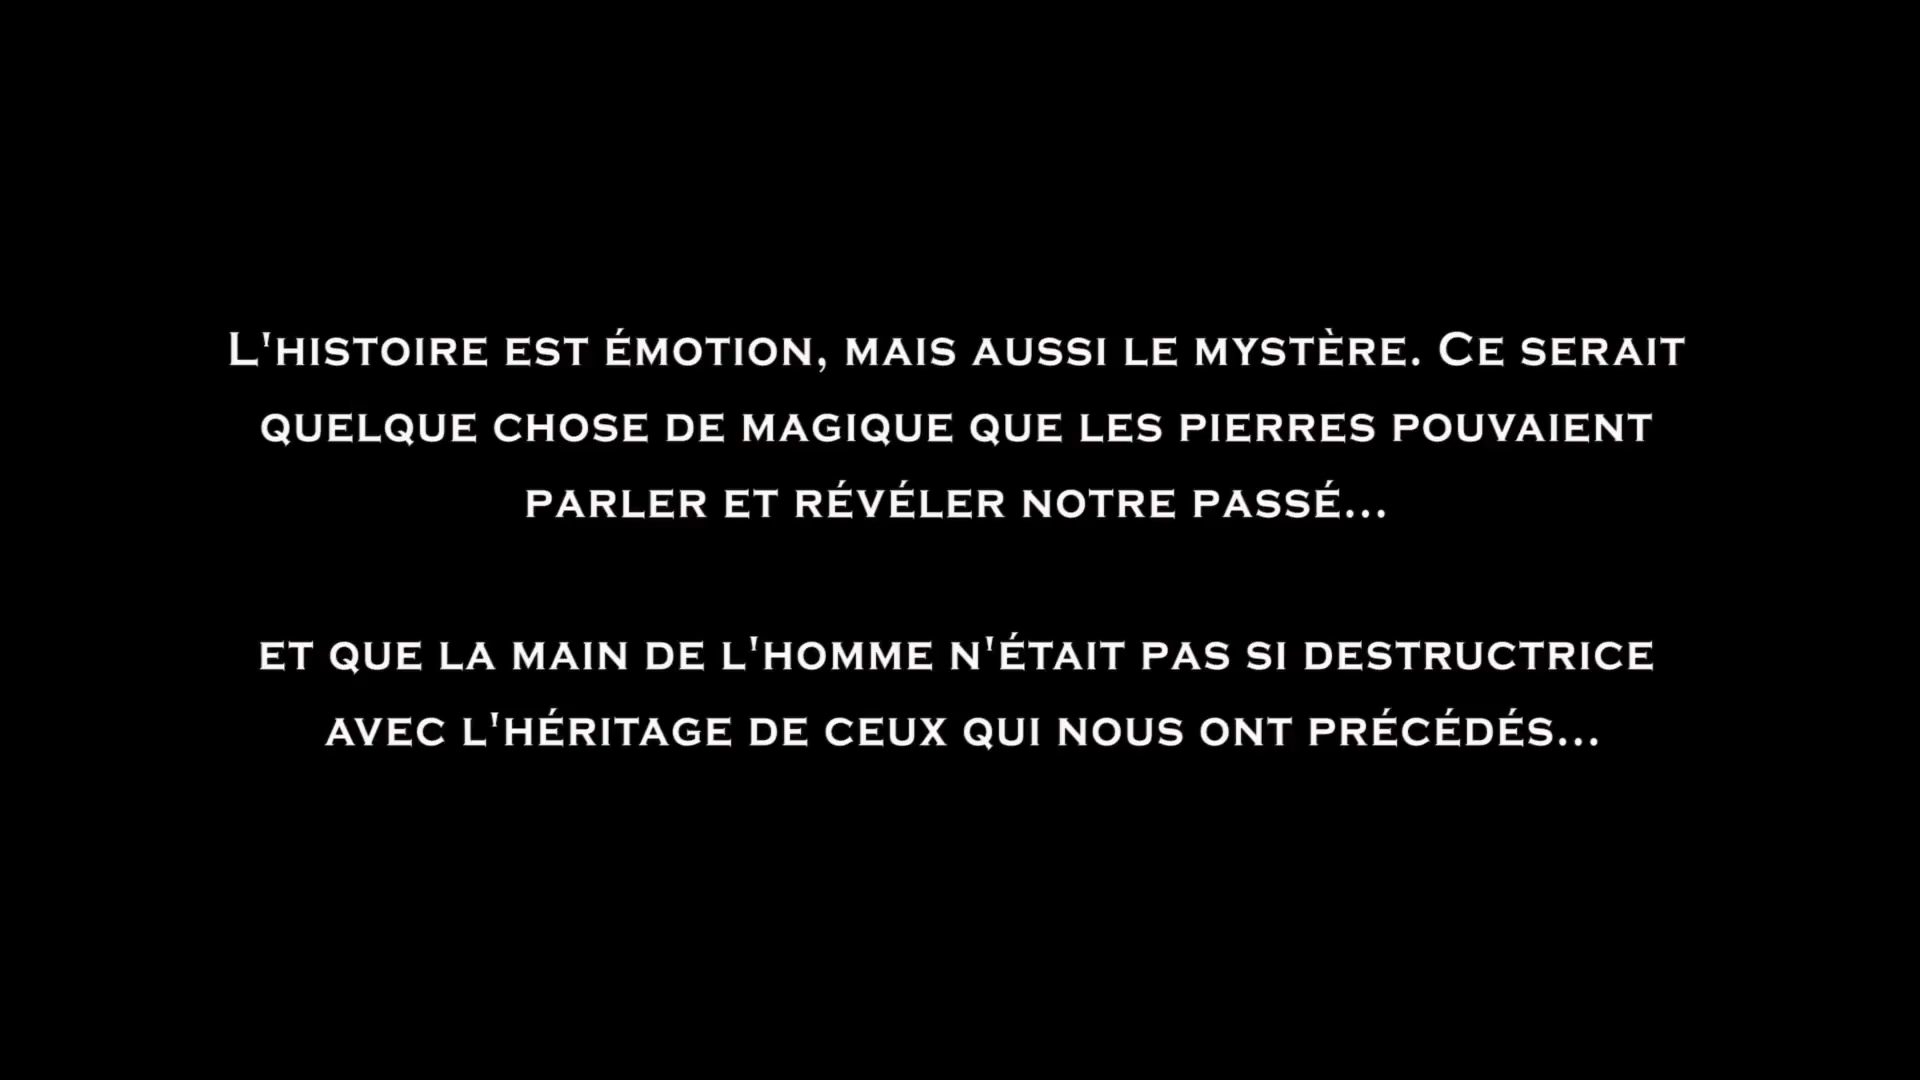 L'histoire est émotion, mais aussi le mystère. Ce serait
quelque chose de magique que les pierres pouvaient
parler et révéler notre passé...
et que la main de l'homme n'était pas si destructrice
avec l'héritage de ceux qui nous ont précédés...